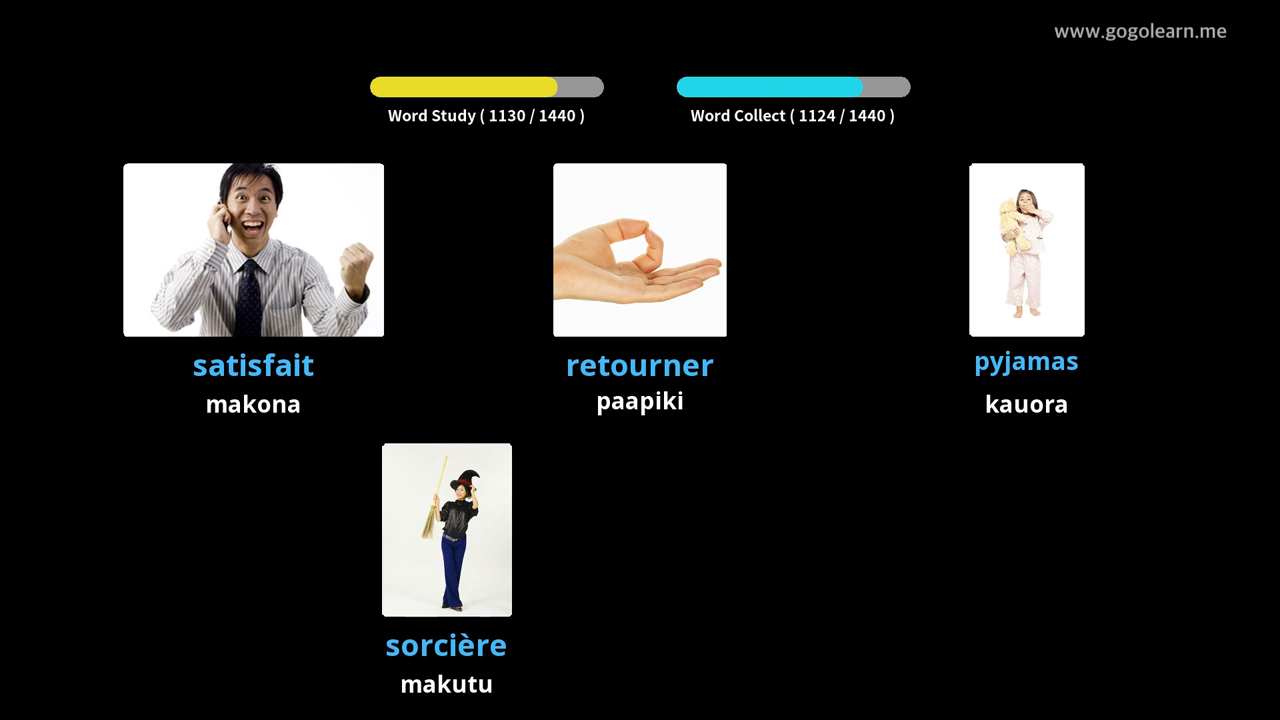 www.gogolearn.me
Word Study ( 1130 / 1440 )
Word Collect ( 1124 / 1440 )
satisfait
makona
retourner
paapiki
pyjamas
kauora
sorcière
makutu